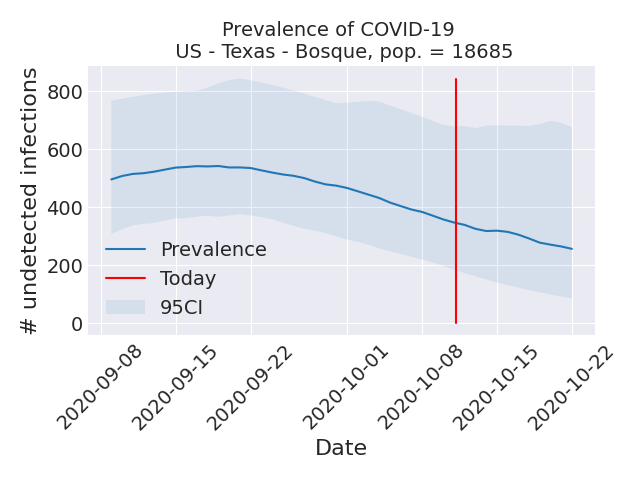 Prevalence of COVID-19
US - Texas - Bosque, pop. = 18685
# undetected infections
800
600
400
200
0
Prevalence
Today
95CI
2020-09-08
2020-09-15
2020-09-22
2020-10-01
2020-10-08
2020-10-15
2020-10-22
Date